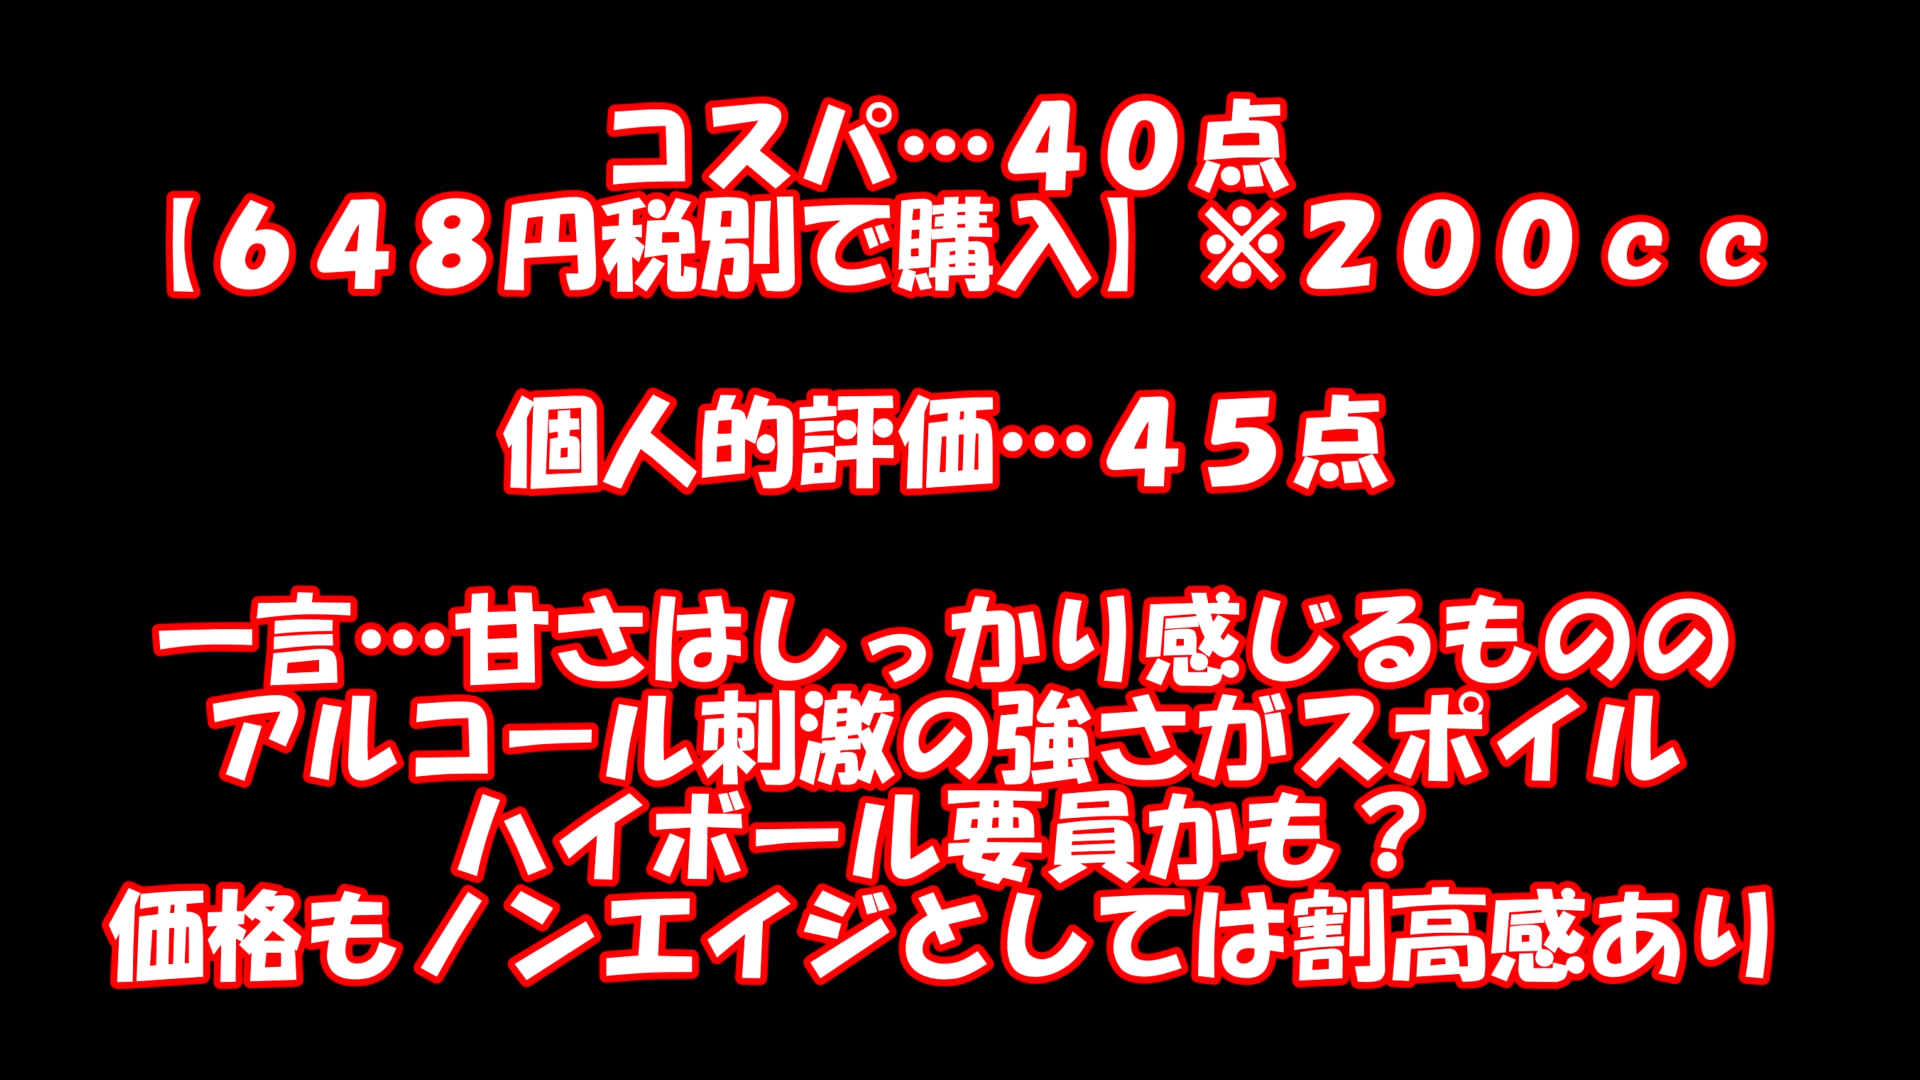 コスパ…４０点
【６４８円税別で購入】※２００ｃｃ
個人的評価…４５点
一言…甘さはしっかり感じるものの
アルコール刺激の強さがスポイル
ハイボール要員かも？
価格もノンエイジとしては割高感あり